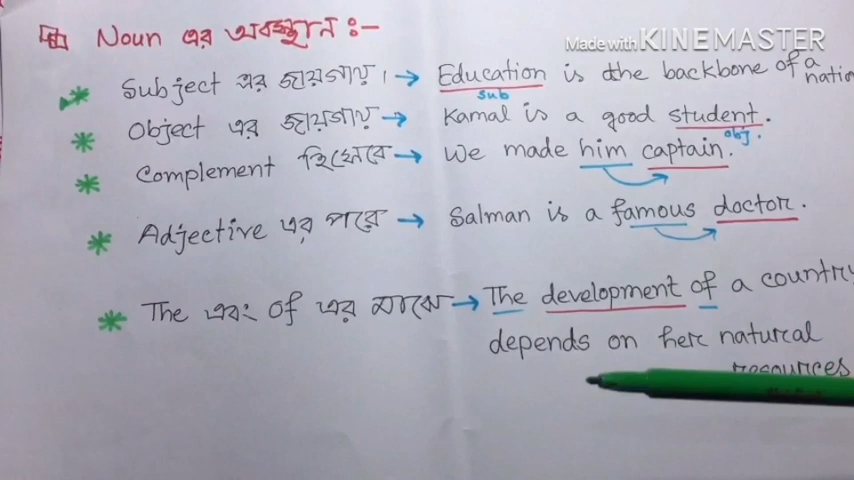 Noun এর অবস্থান :-
Made with KINEMASTER
Subject এর জায়গায়। → Education is the backbone of a nation
sub
Object এর জায়গায় → Kamal is a good student.
obj.
Complement হিসেবে → We made him captain.
Adjective এর পরে → Salman is a famous doctor.
The এবং of এর মাঝে → The development of a country
depends on her natural
resources